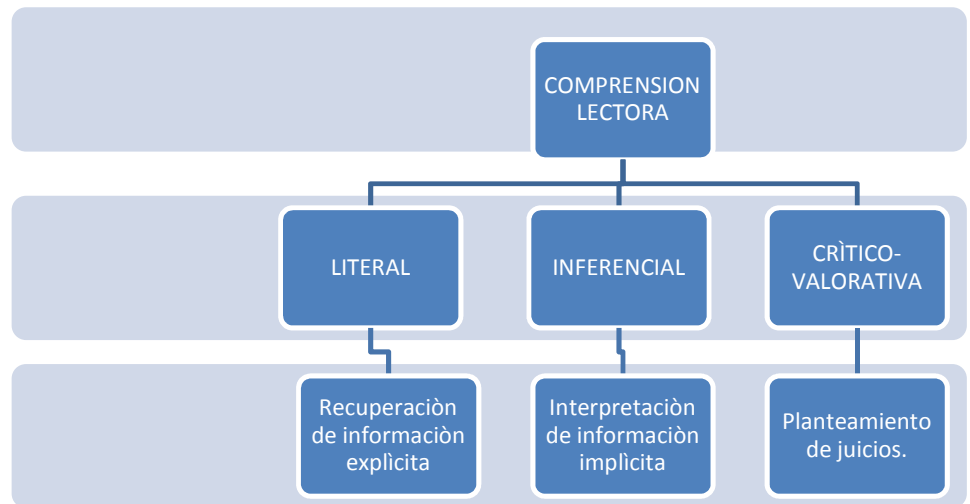 COMPRENSION
LECTORA
LITERAL
INFERENCIAL
CRÌTICO-
VALORATIVA
Recuperaciòn
de informaciòn
explìcita
Interpretaciòn
de informaciòn
implìcita
Planteamiento
de juicios.